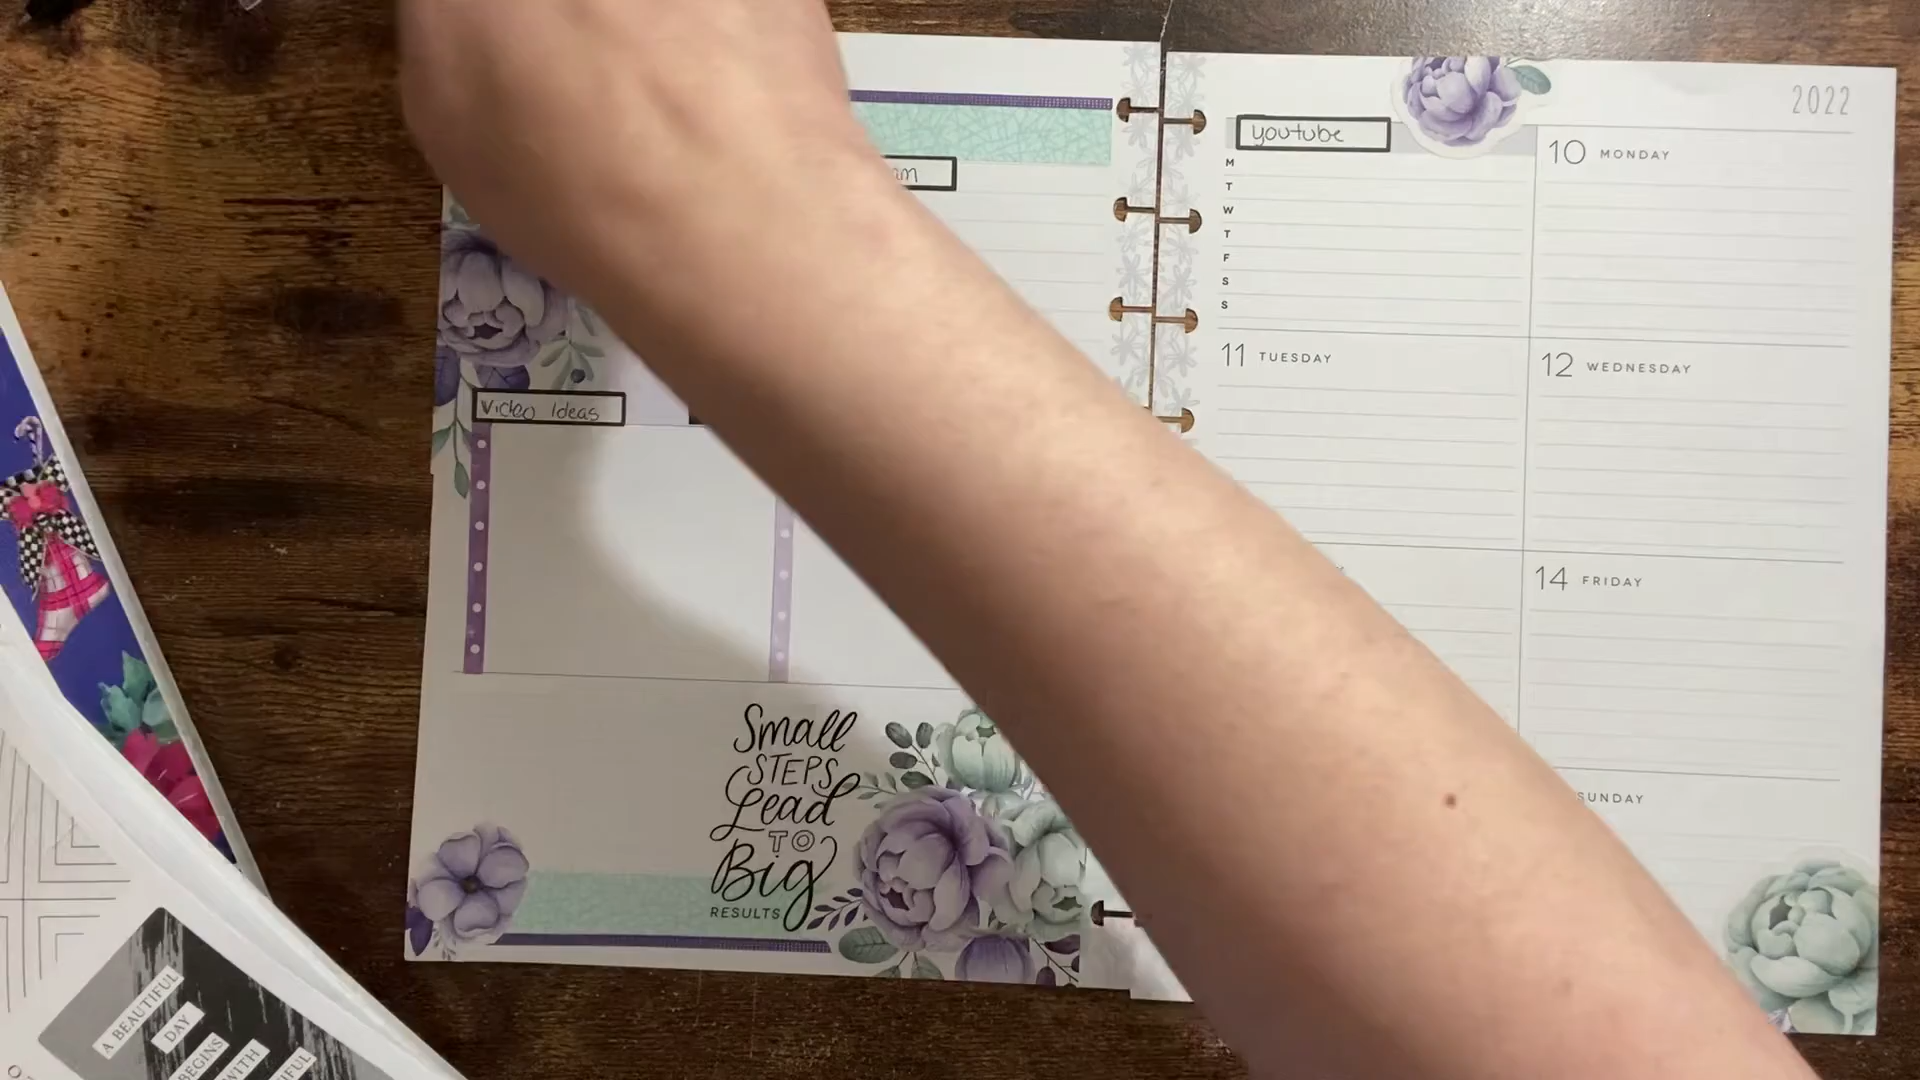 2022
youtube
10 MONDAY
M
T
W
T
F
S
S
11 TUESDAY
12 WEDNESDAY
Video Ideas
14 FRIDAY
SUNDAY
Small
STEPS
Lead
TO
Big
RESULTS
A BEAUTIFUL
DAY
BEGINS
WITH